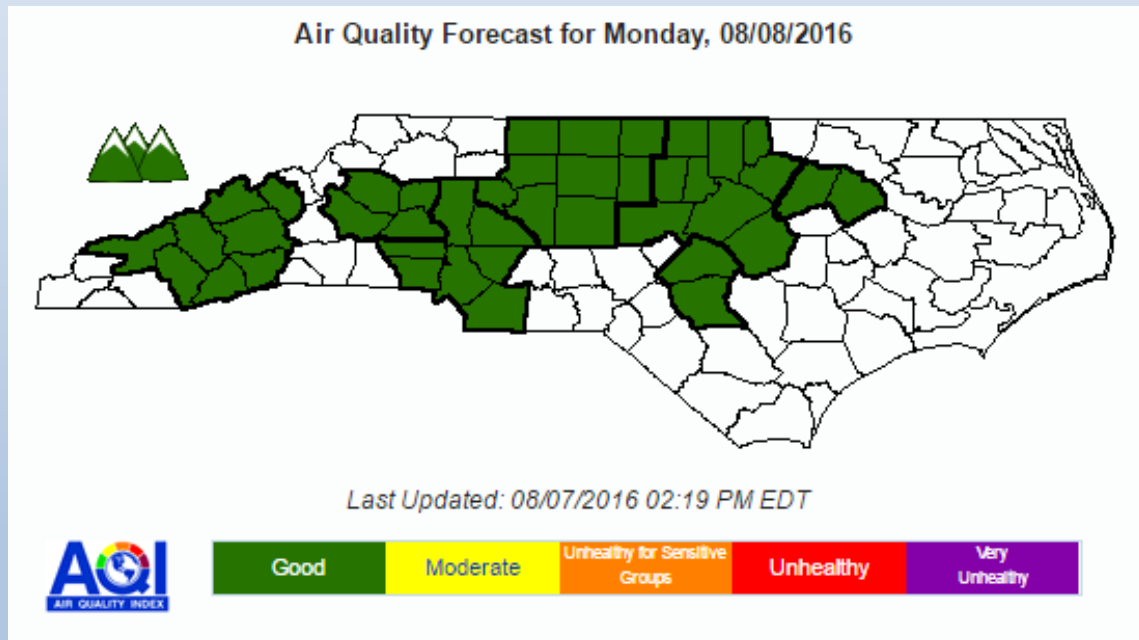 Air Quality Forecast for Monday, 08/08/2016
Last Updated: 08/07/2016 02:19 PM EDT
AQI
AIR QUALITY INDEX
Good
Moderate
Unhealthy for Sensitive
Groups
Unhealthy
Very
Unhealthy